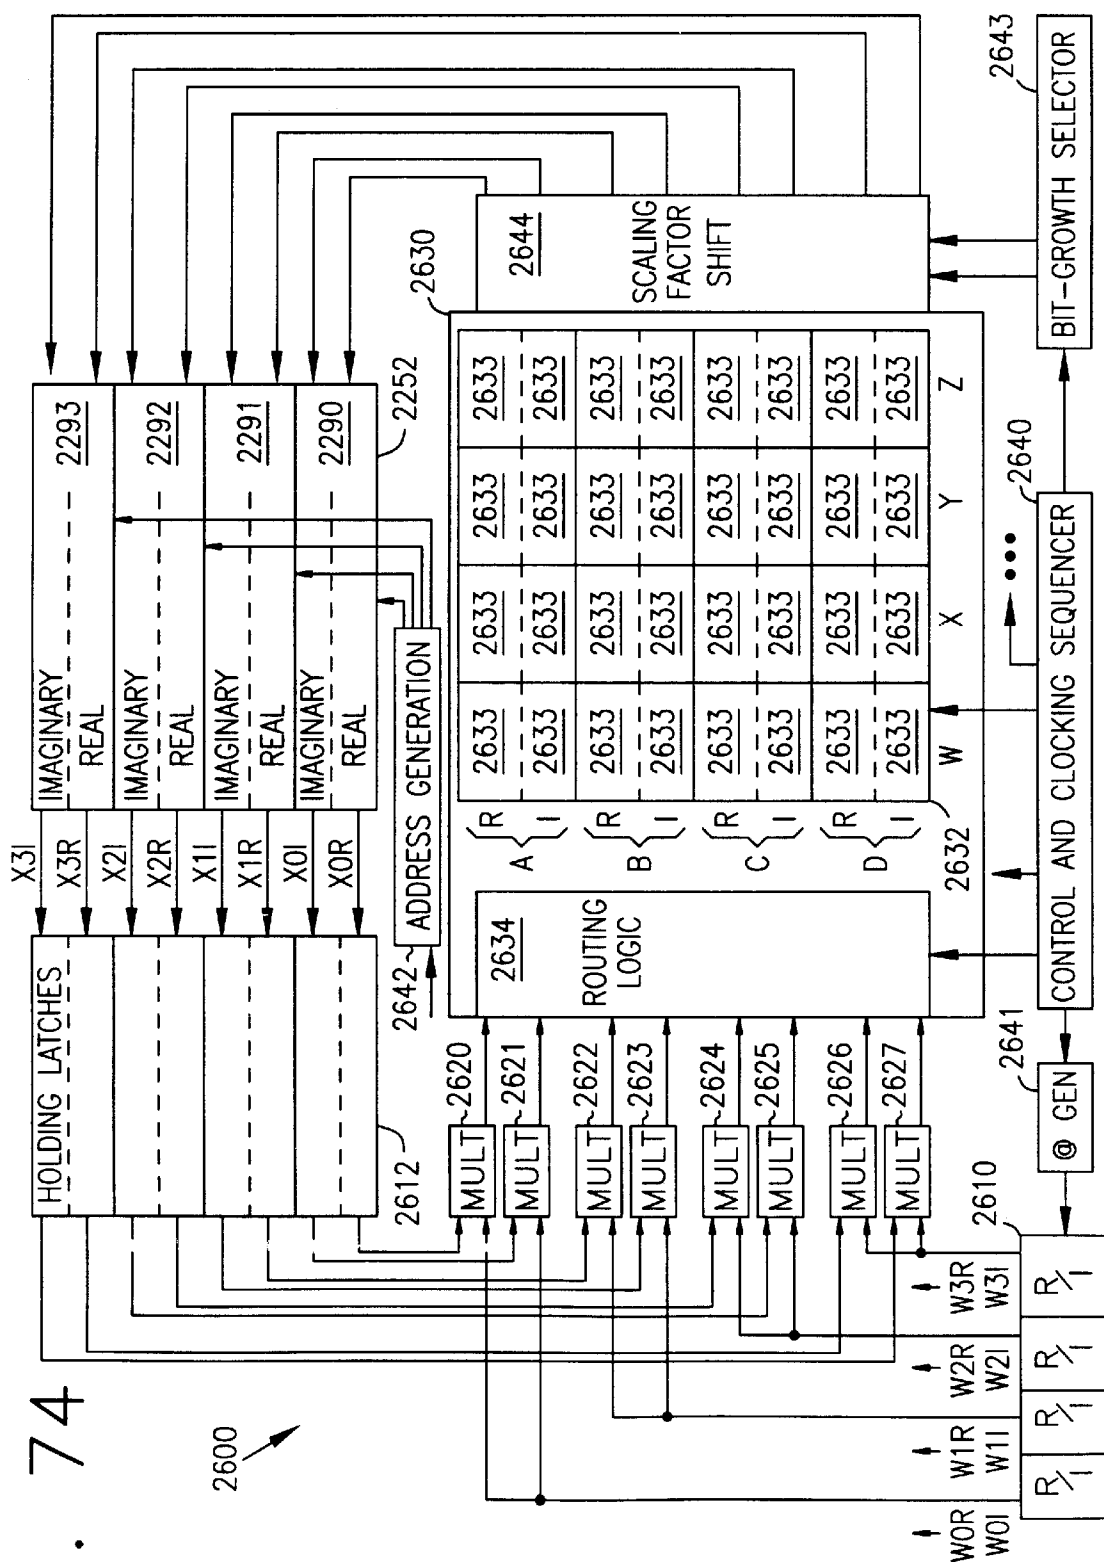 . 74
2600
HOLDING LATCHES
2612
X3I
X3R
X2I
X2R
X1I
X1R
X0I
X0R
IMAGINARY
REAL
2293
IMAGINARY
REAL
2292
IMAGINARY
REAL
2291
IMAGINARY
REAL
2290
2252
2642
ADDRESS GENERATION
MULT
2620
MULT
2621
MULT
2622
MULT
2623
MULT
2624
MULT
2625
MULT
2626
MULT
2627
2634
ROUTING
LOGIC
2630
A
R
I
B
R
I
C
R
I
D
R
I
2633 2633 2633 2633
2633 2633 2633 2633
2633 2633 2633 2633
2633 2633 2633 2633
2633 2633 2633 2633
2633 2633 2633 2633
2633 2633 2633 2633
2633 2633 2633 2633
W X Y Z
2632
2644
SCALING
FACTOR
SHIFT
W0R
W0I
W1R
W1I
W2R
W2I
W3R
W3I
R/I
R/I
R/I
R/I
2610
@ GEN
2641
CONTROL AND CLOCKING SEQUENCER
2640
BIT-GROWTH SELECTOR
2643